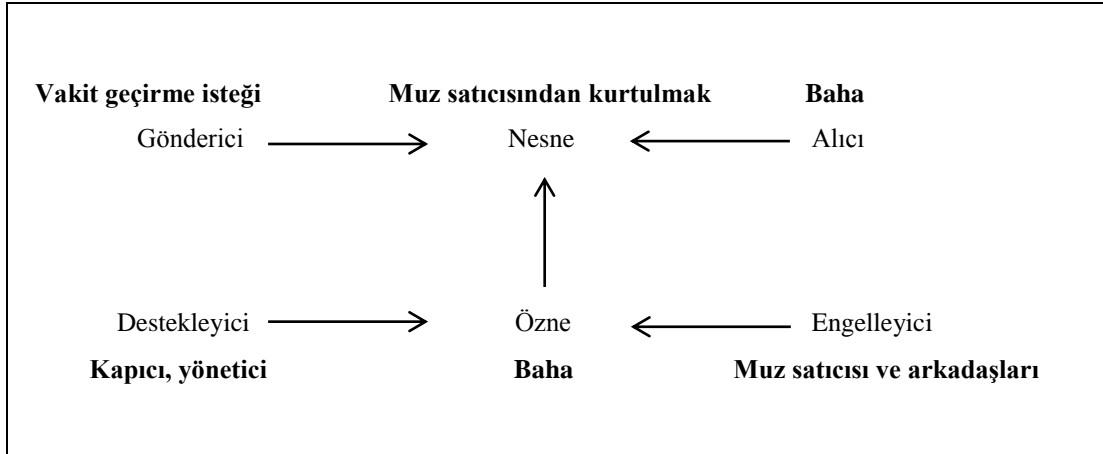 Vakit geçirme isteği Muz satıcısından kurtulmak Baha
Gönderici Nesne Alıcı
Destekleyici Özne Engelleyici
Kapıcı, yönetici Baha Muz satıcısı ve arkadaşları